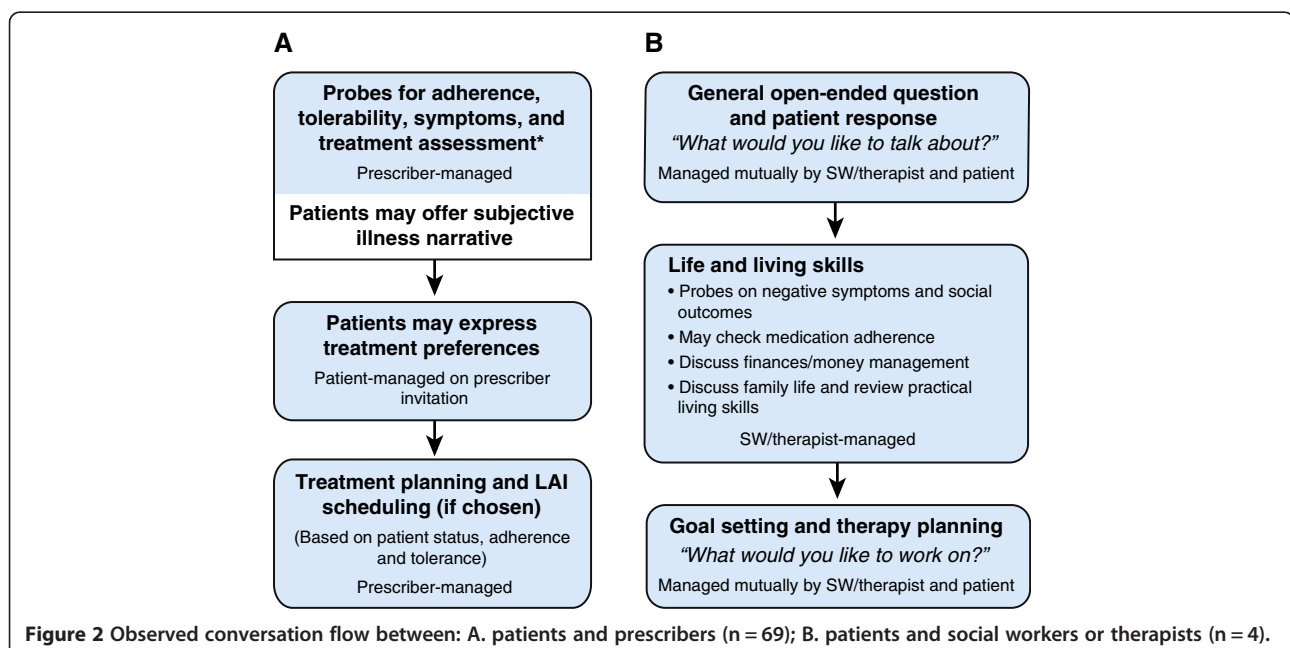 A
Probes for adherence,
tolerability, symptoms, and
treatment assessment*
Prescriber-managed
Patients may offer subjective
illness narrative
Patients may express
treatment preferences
Patient-managed on prescriber
invitation
Treatment planning and LAI
scheduling (if chosen)
(Based on patient status, adherence
and tolerance)
Prescriber-managed
B
General open-ended question
and patient response
"What would you like to talk about?"
Managed mutually by SW/therapist and patient
Life and living skills
• Probes on negative symptoms and social
outcomes
• May check medication adherence
• Discuss finances/money management
• Discuss family life and review practical
living skills
SW/therapist-managed
Goal setting and therapy planning
"What would you like to work on?"
Managed mutually by SW/therapist and patient
Figure 2 Observed conversation flow between: A. patients and prescribers (n = 69); B. patients and social workers or therapists (n = 4).